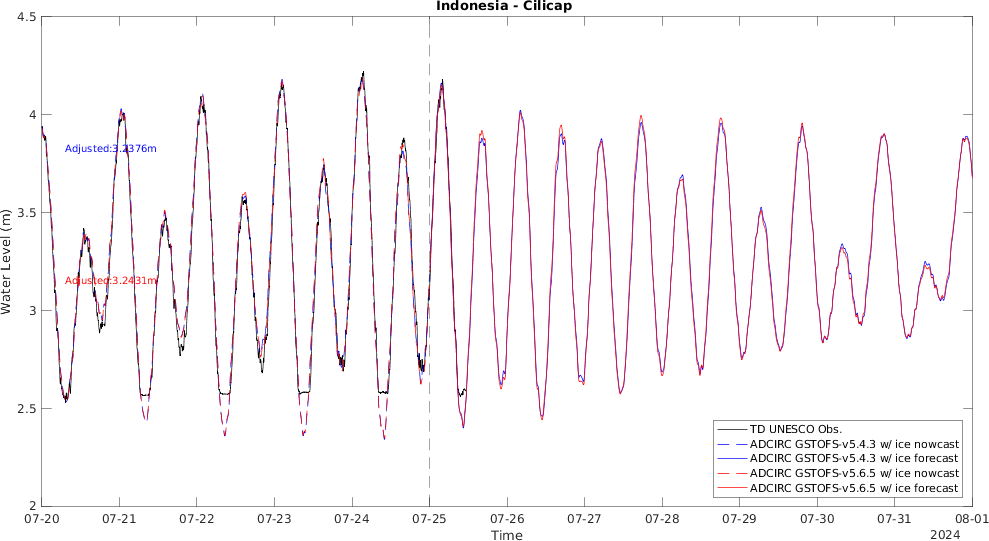 Indonesia - Cilicap
4.5
4
3.5
3
2.5
2
Water Level (m)
Adjusted:3.2376m
Adjusted:3.2431m
TD UNESCO Obs.
ADCIRC GSTOFS-v5.4.3 w/ ice nowcast
ADCIRC GSTOFS-v5.4.3 w/ ice forecast
ADCIRC GSTOFS-v5.6.5 w/ ice nowcast
ADCIRC GSTOFS-v5.6.5 w/ ice forecast
07-20 07-21 07-22 07-23 07-24 07-25 07-26 07-27 07-28 07-29 07-30 07-31 08-01
Time
2024